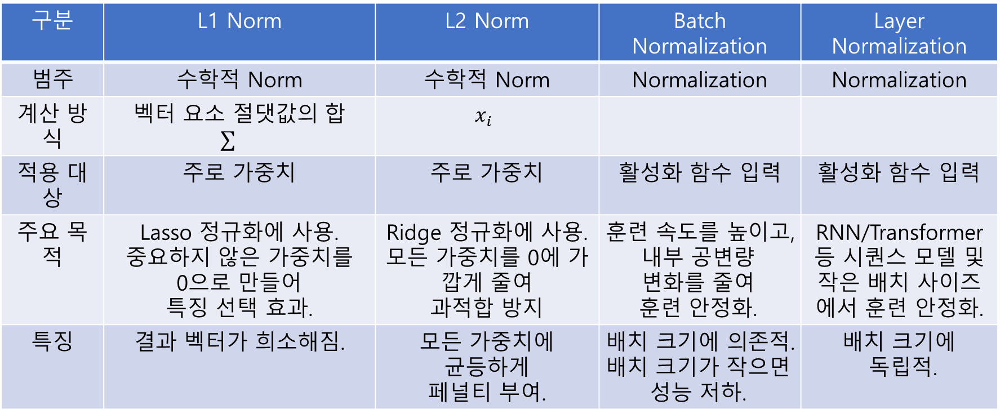 구분
L1 Norm
L2 Norm
Batch
Normalization
Layer
Normalization
범주
수학적 Norm
수학적 Norm
Normalization
Normalization
계산 방
식
벡터 요소 절댓값의 합
∑
xᵢ
적용 대
상
주로 가중치
주로 가중치
활성화 함수 입력
활성화 함수 입력
주요 목
적
Lasso 정규화에 사용.
중요하지 않은 가중치를
0으로 만들어
특징 선택 효과.
Ridge 정규화에 사용.
모든 가중치를 0에 가
깝게 줄여
과적합 방지
훈련 속도를 높이고,
내부 공변량
변화를 줄여
훈련 안정화.
RNN/Transformer
등 시퀀스 모델 및
작은 배치 사이즈
에서 훈련 안정화.
특징
결과 벡터가 희소해짐.
모든 가중치에
균등하게
페널티 부여.
배치 크기에 의존적.
배치 크기가 작으면
성능 저하.
배치 크기에
독립적.